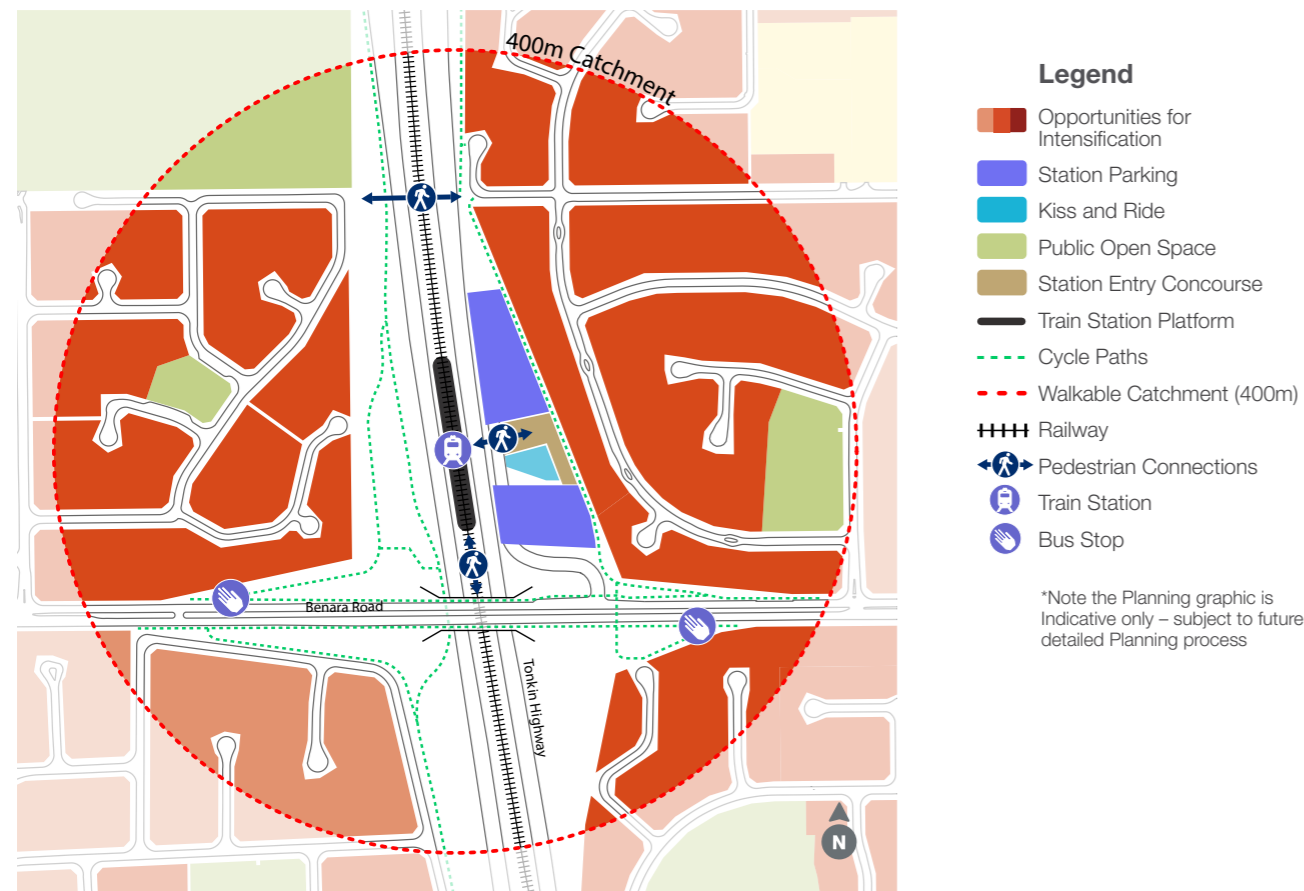 400m Catchment
Benara Road
Tonkin Highway
N
Legend
Opportunities for
Intensification
Station Parking
Kiss and Ride
Public Open Space
Station Entry Concourse
Train Station Platform
Cycle Paths
Walkable Catchment (400m)
Railway
Pedestrian Connections
Train Station
Bus Stop
*Note the Planning graphic is
Indicative only – subject to future
detailed Planning process